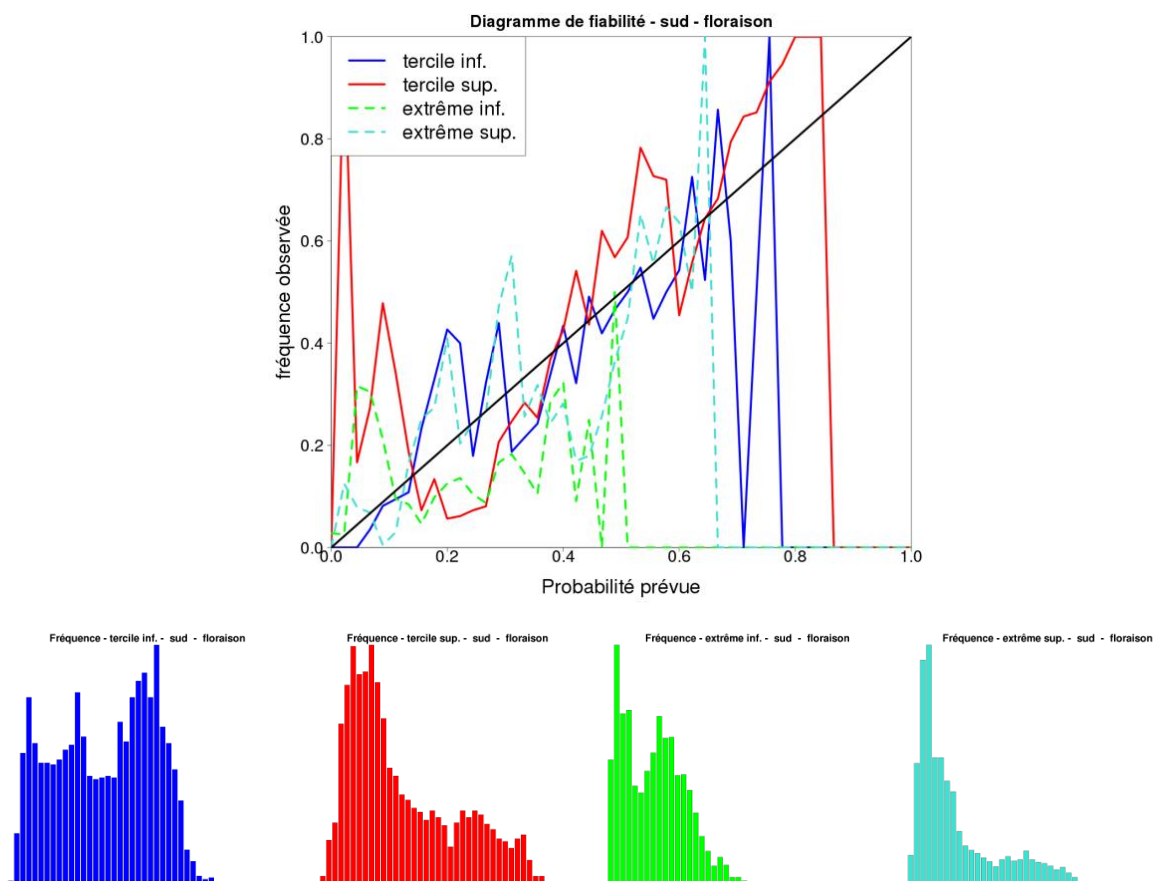 Diagramme de fiabilité - sud - floraison
1.0
tercile inf.
tercile sup.
extrême inf.
extrême sup.
0.8
0.6
fréquence observée
0.4
0.2
0.0
0.0 0.2 0.4 0.6 0.8 1.0
Probabilité prévue
Fréquence - tercile inf. - sud - floraison
Fréquence - tercile sup. - sud - floraison
Fréquence - extrême inf. - sud - floraison
Fréquence - extrême sup. - sud - floraison